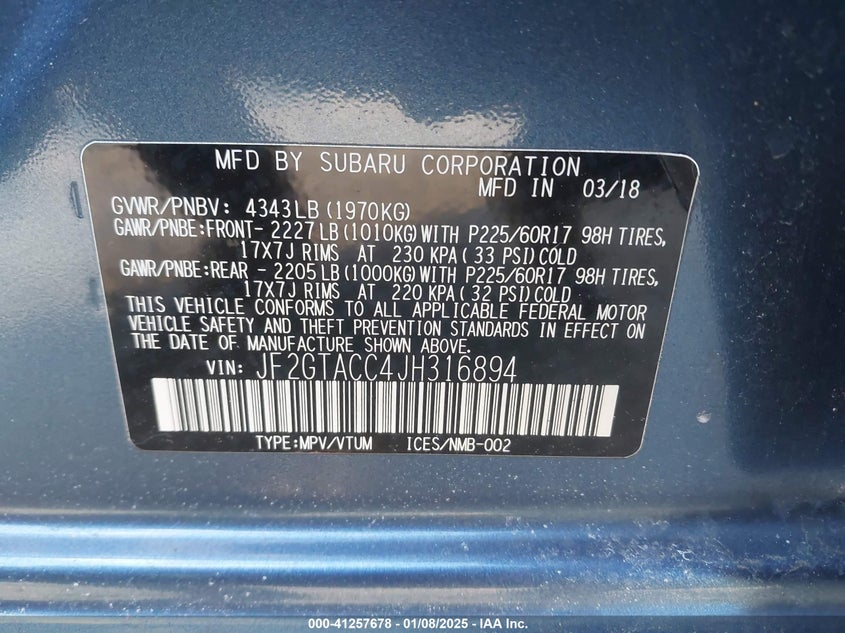 MFD BY SUBARU CORPORATION
MFD IN 03/18
GVWR/PNBV: 4343LB(1970KG)
GAWR/PNBE:FRONT- 2227LB(1010KG)WITH P225/60R17 98H TIRES,
17X7J RIMS AT 230 KPA( 33 PSI)COLD
GAWR/PNBE:REAR - 2205LB(1000KG)WITH P225/60R17 98H TIRES,
17X7J RIMS AT 220 KPA( 32 PSI)COLD
THIS VEHICLE CONFORMS TO ALL APPLICABLE FEDERAL MOTOR
VEHICLE SAFETY AND THEFT PREVENTION STANDARDS IN EFFECT ON
THE DATE OF MANUFACTURE SHOWN ABOVE.
VIN: JF2GTACC4JH316894
TYPE:MPV/VTUM ICES/NMB-002
000-41257678 - 01/08/2025 - IAA Inc.